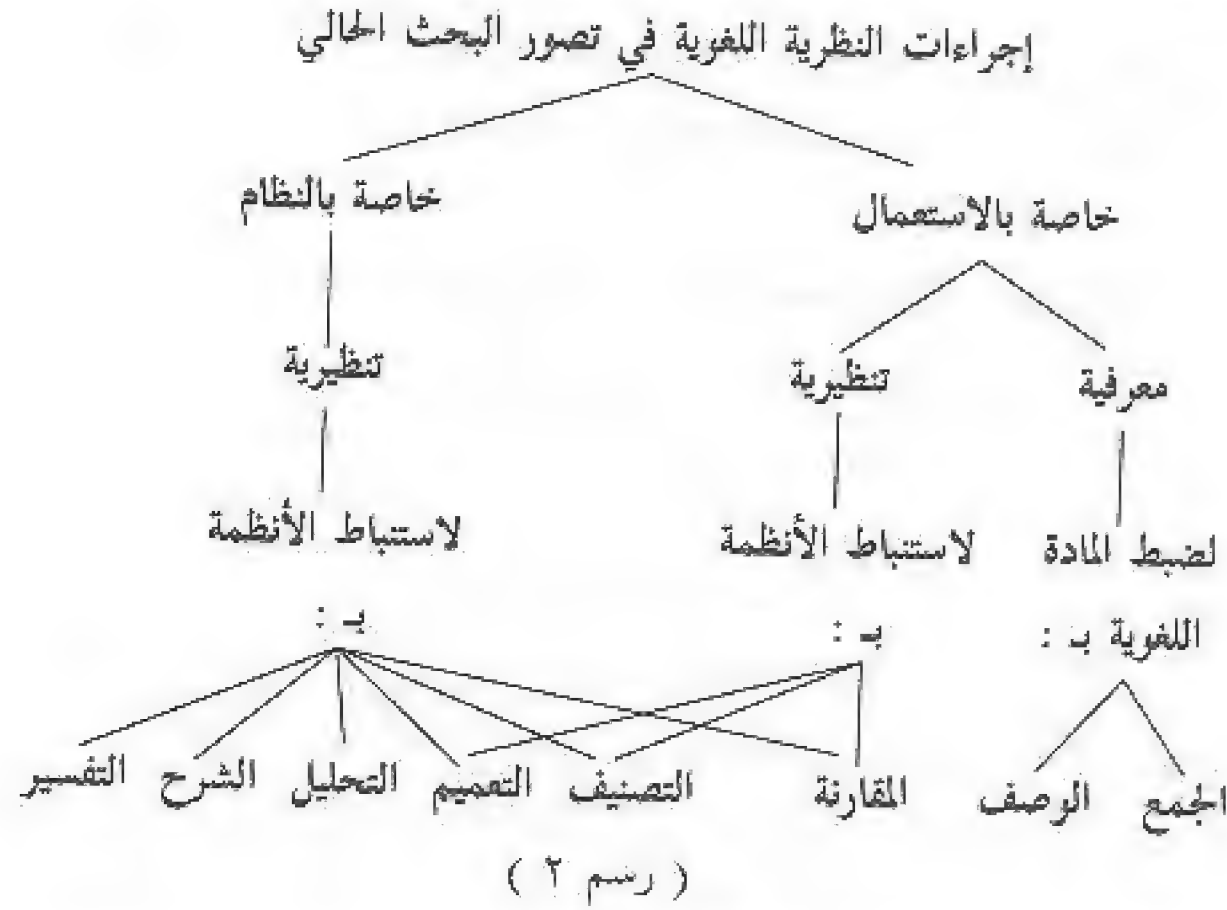 إجراءات النظرية اللغوية في تصور البحث الحالي
خاصة بالاستعمال خاصة بالنظام
معرفية تنظيرية تنظيرية
لضبط المادة لاستنباط الأنظمة لاستنباط الأنظمة
اللغوية بـ : بـ : بـ :
الجمع الوصف المقارنة التصنيف التعميم التحليل الشرح التفسير
( رسم ٢ )